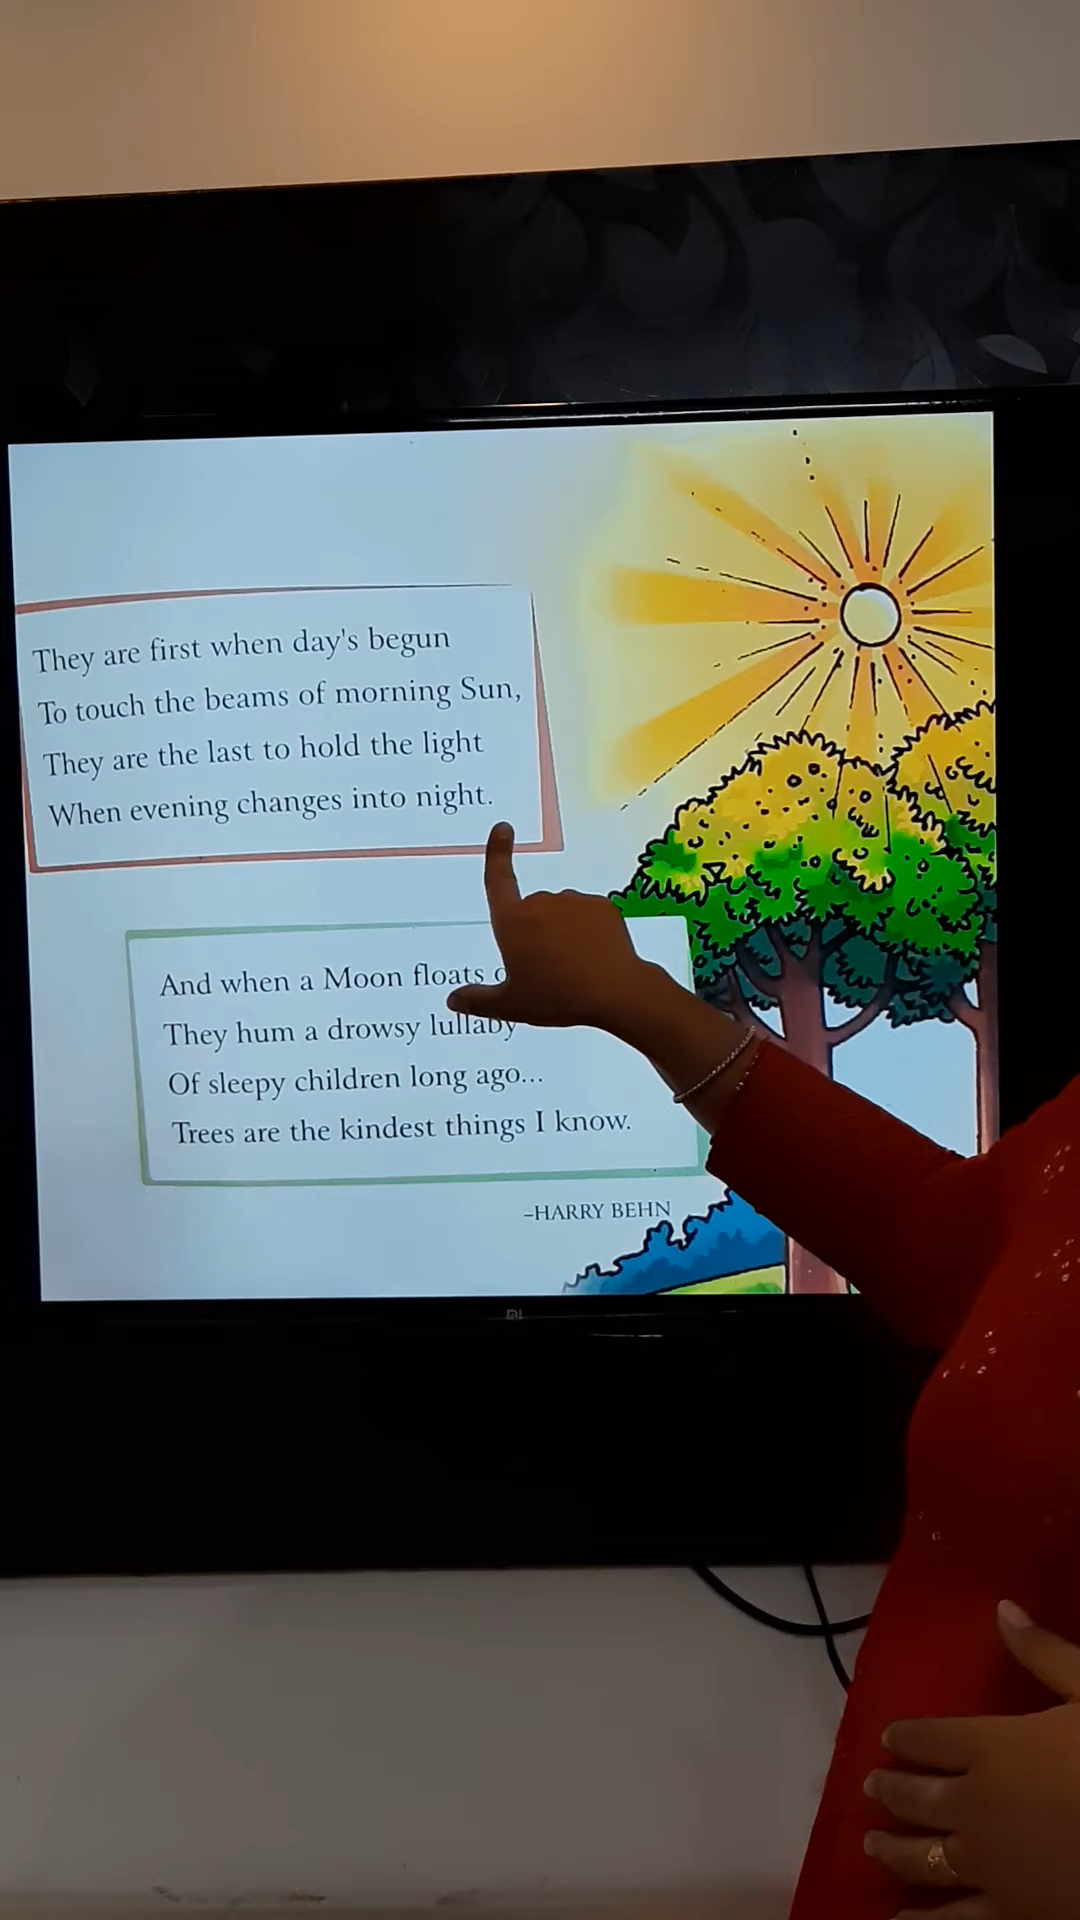 They are first when day's begun
To touch the beams of morning Sun,
They are the last to hold the light
When evening changes into night.
And when a Moon floats
They hum a drowsy lullaby
Of sleepy children long ago...
Trees are the kindest things I know.
–HARRY BEHN
MI